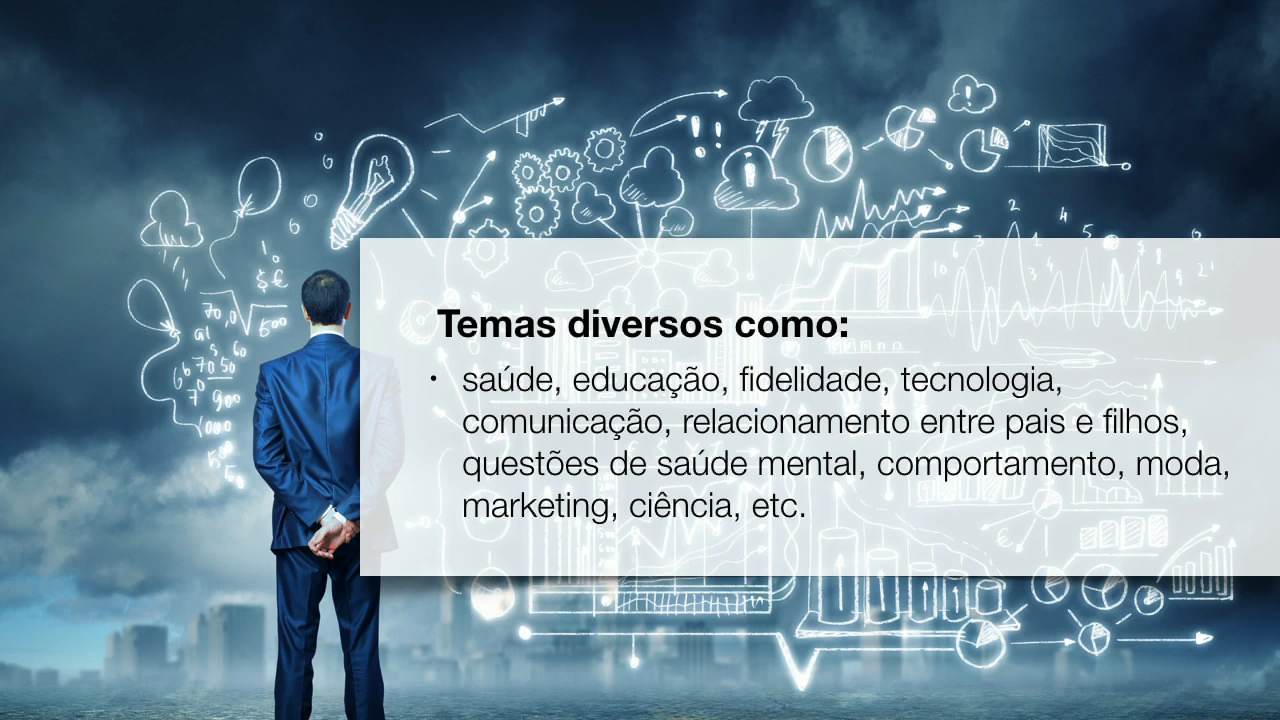 Temas diversos como:
• saúde, educação, fidelidade, tecnologia,
comunicação, relacionamento entre pais e filhos,
questões de saúde mental, comportamento, moda,
marketing, ciência, etc.